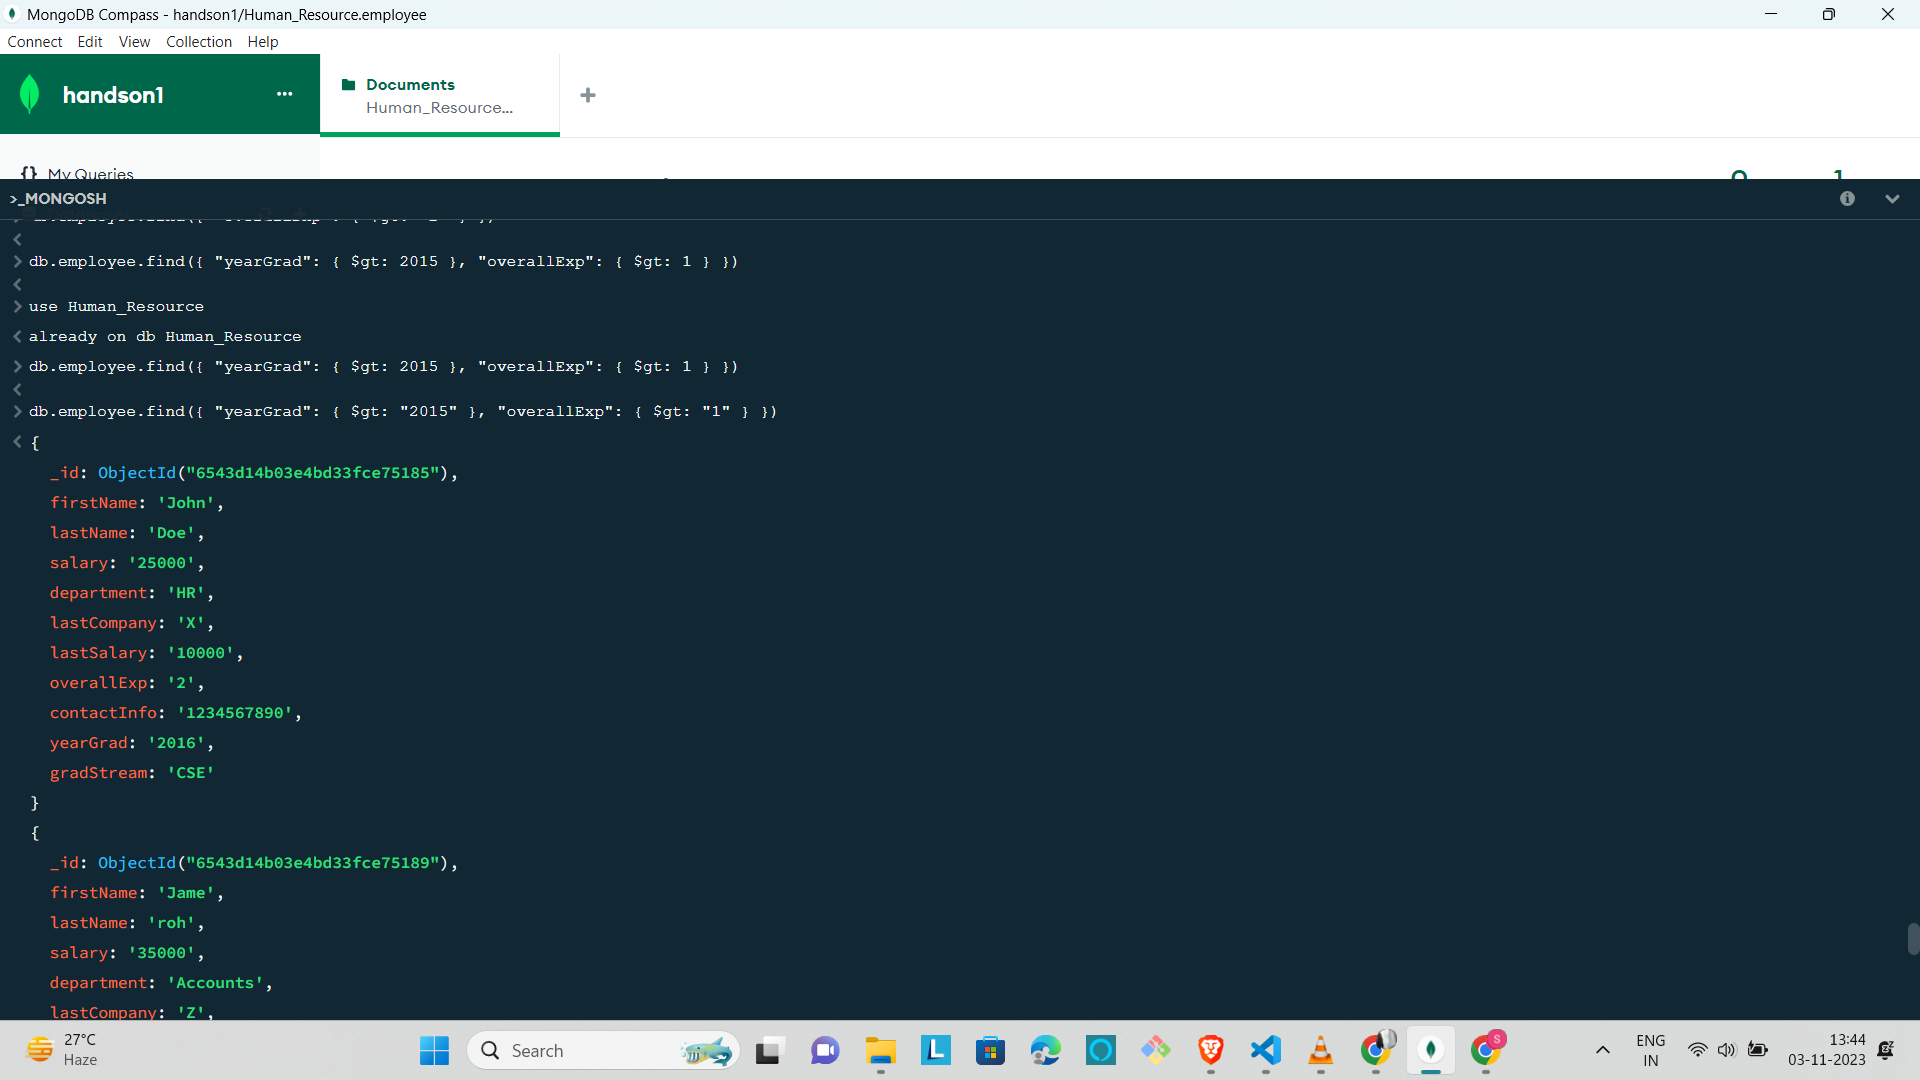 MongoDB Compass - handson1/Human_Resource.employee
Connect Edit View Collection Help
handson1
Documents
Human_Resource...
My Queries
>_MONGOSH
db.employee.find({ "yearGrad": { $gt: 2015 }, "overallExp": { $gt: 1 } })
use Human_Resource
already on db Human_Resource
db.employee.find({ "yearGrad": { $gt: 2015 }, "overallExp": { $gt: 1 } })
db.employee.find({ "yearGrad": { $gt: "2015" }, "overallExp": { $gt: "1" } })
{
_id: ObjectId("6543d14b03e4bd33fce75185"),
firstName: 'John',
lastName: 'Doe',
salary: '25000',
department: 'HR',
lastCompany: 'X',
lastSalary: '10000',
overallExp: '2',
contactInfo: '1234567890',
yearGrad: '2016',
gradStream: 'CSE'
}
{
_id: ObjectId("6543d14b03e4bd33fce75189"),
firstName: 'Jame',
lastName: 'roh',
salary: '35000',
department: 'Accounts',
lastCompany: 'Z',
27°C
Haze
Search
ENG
IN
13:44
03-11-2023